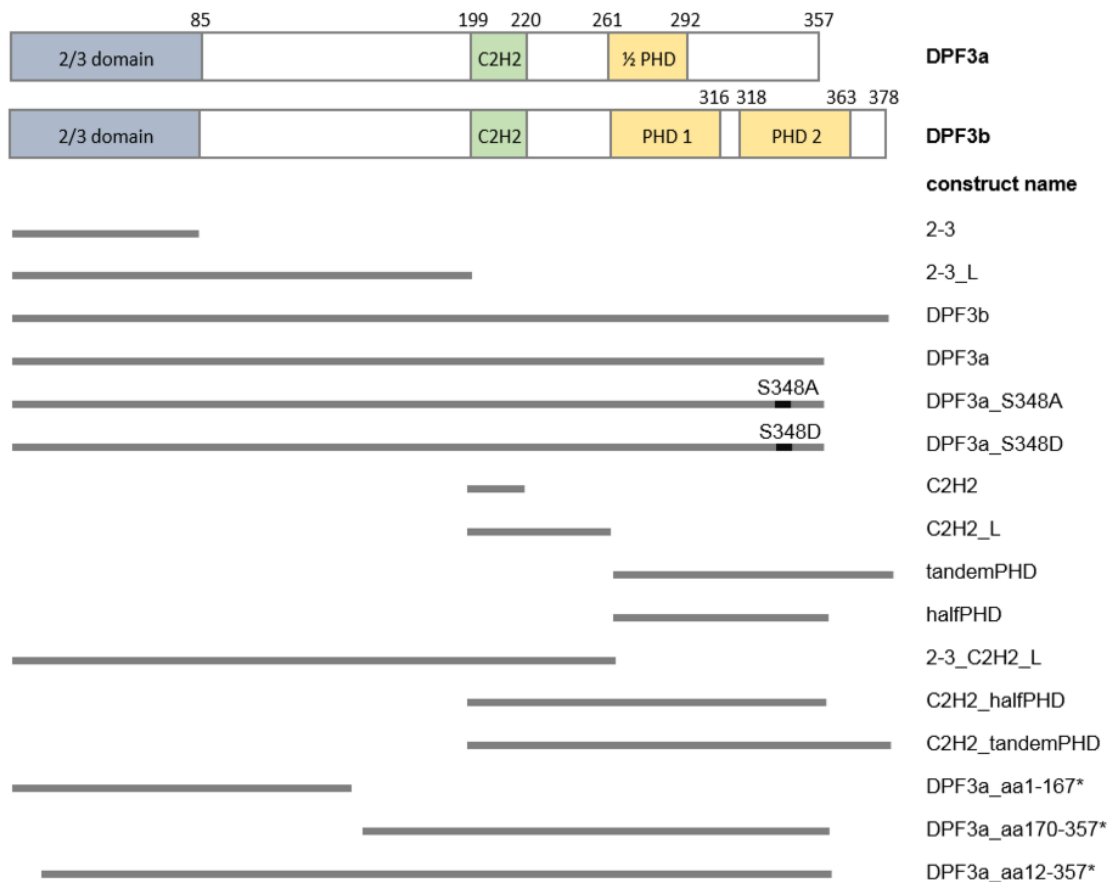 85 199 220 261 292 357
2/3 domain C2H2 ½ PHD DPF3a
316 318 363 378
2/3 domain C2H2 PHD 1 PHD 2 DPF3b
construct name
2-3
2-3_L
DPF3b
DPF3a
S348A
DPF3a_S348A
S348D
DPF3a_S348D
C2H2
C2H2_L
tandemPHD
halfPHD
2-3_C2H2_L
C2H2_halfPHD
C2H2_tandemPHD
DPF3a_aa1-167*
DPF3a_aa170-357*
DPF3a_aa12-357*